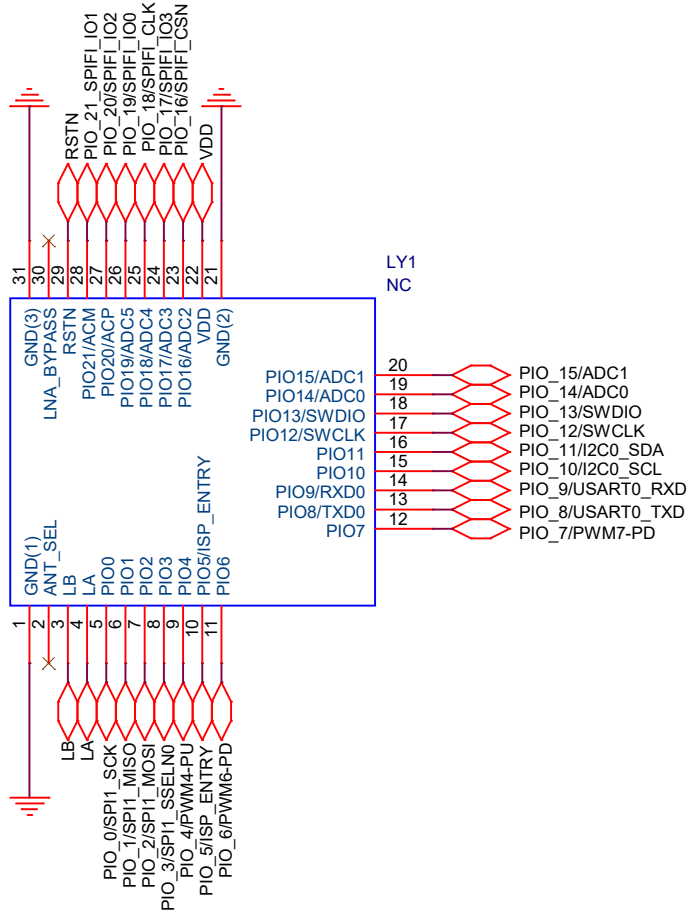 RSTN
PIO_21_SPIFI_IO1
PIO_20/SPIFI_IO2
PIO_19/SPIFI_IO0
PIO_18/SPIFI_CLK
PIO_17/SPIFI_IO3
PIO_16/SPIFI_CSN
VDD
31
30
29
28
27
26
25
24
23
22
21
LY1
NC
GND(3)
LNA_BYPASS
RSTN
PIO21/ACM
PIO20/ACP
PIO19/ADC5
PIO18/ADC4
PIO17/ADC3
PIO16/ADC2
VDD
GND(2)
PIO15/ADC1 20 PIO_15/ADC1
PIO14/ADC0 19 PIO_14/ADC0
PIO13/SWDIO 18 PIO_13/SWDIO
PIO12/SWCLK 17 PIO_12/SWCLK
PIO11 16 PIO_11/I2C0_SDA
PIO10 15 PIO_10/I2C0_SCL
PIO9/RXD0 14 PIO_9/USART0_RXD
PIO8/TXD0 13 PIO_8/USART0_TXD
PIO7 12 PIO_7/PWM7-PD
GND(1)
ANT_SEL
LB
LA
PIO0
PIO1
PIO2
PIO3
PIO4
PIO5/ISP_ENTRY
PIO6
1
2
3
4
5
6
7
8
9
10
11
LB
LA
PIO_0/SPI1_SCK
PIO_1/SPI1_MISO
PIO_2/SPI1_MOSI
PIO_3/SPI1_SSELN0
PIO_4/PWM4-PU
PIO_5/ISP_ENTRY
PIO_6/PWM6-PD